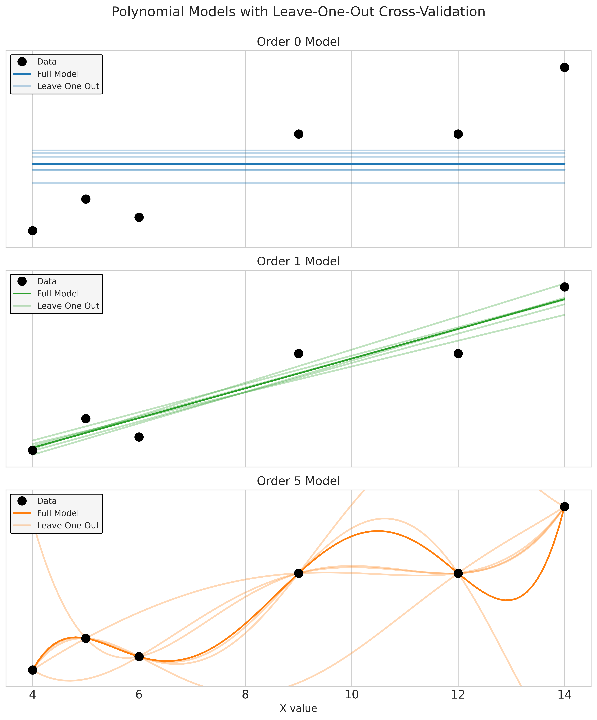 Polynomial Models with Leave-One-Out Cross-Validation
Order 0 Model
Data
Full Model
Leave One Out
Order 1 Model
Data
Full Model
Leave One Out
Order 5 Model
Data
Full Model
Leave One Out
4 6 8 10 12 14
X value